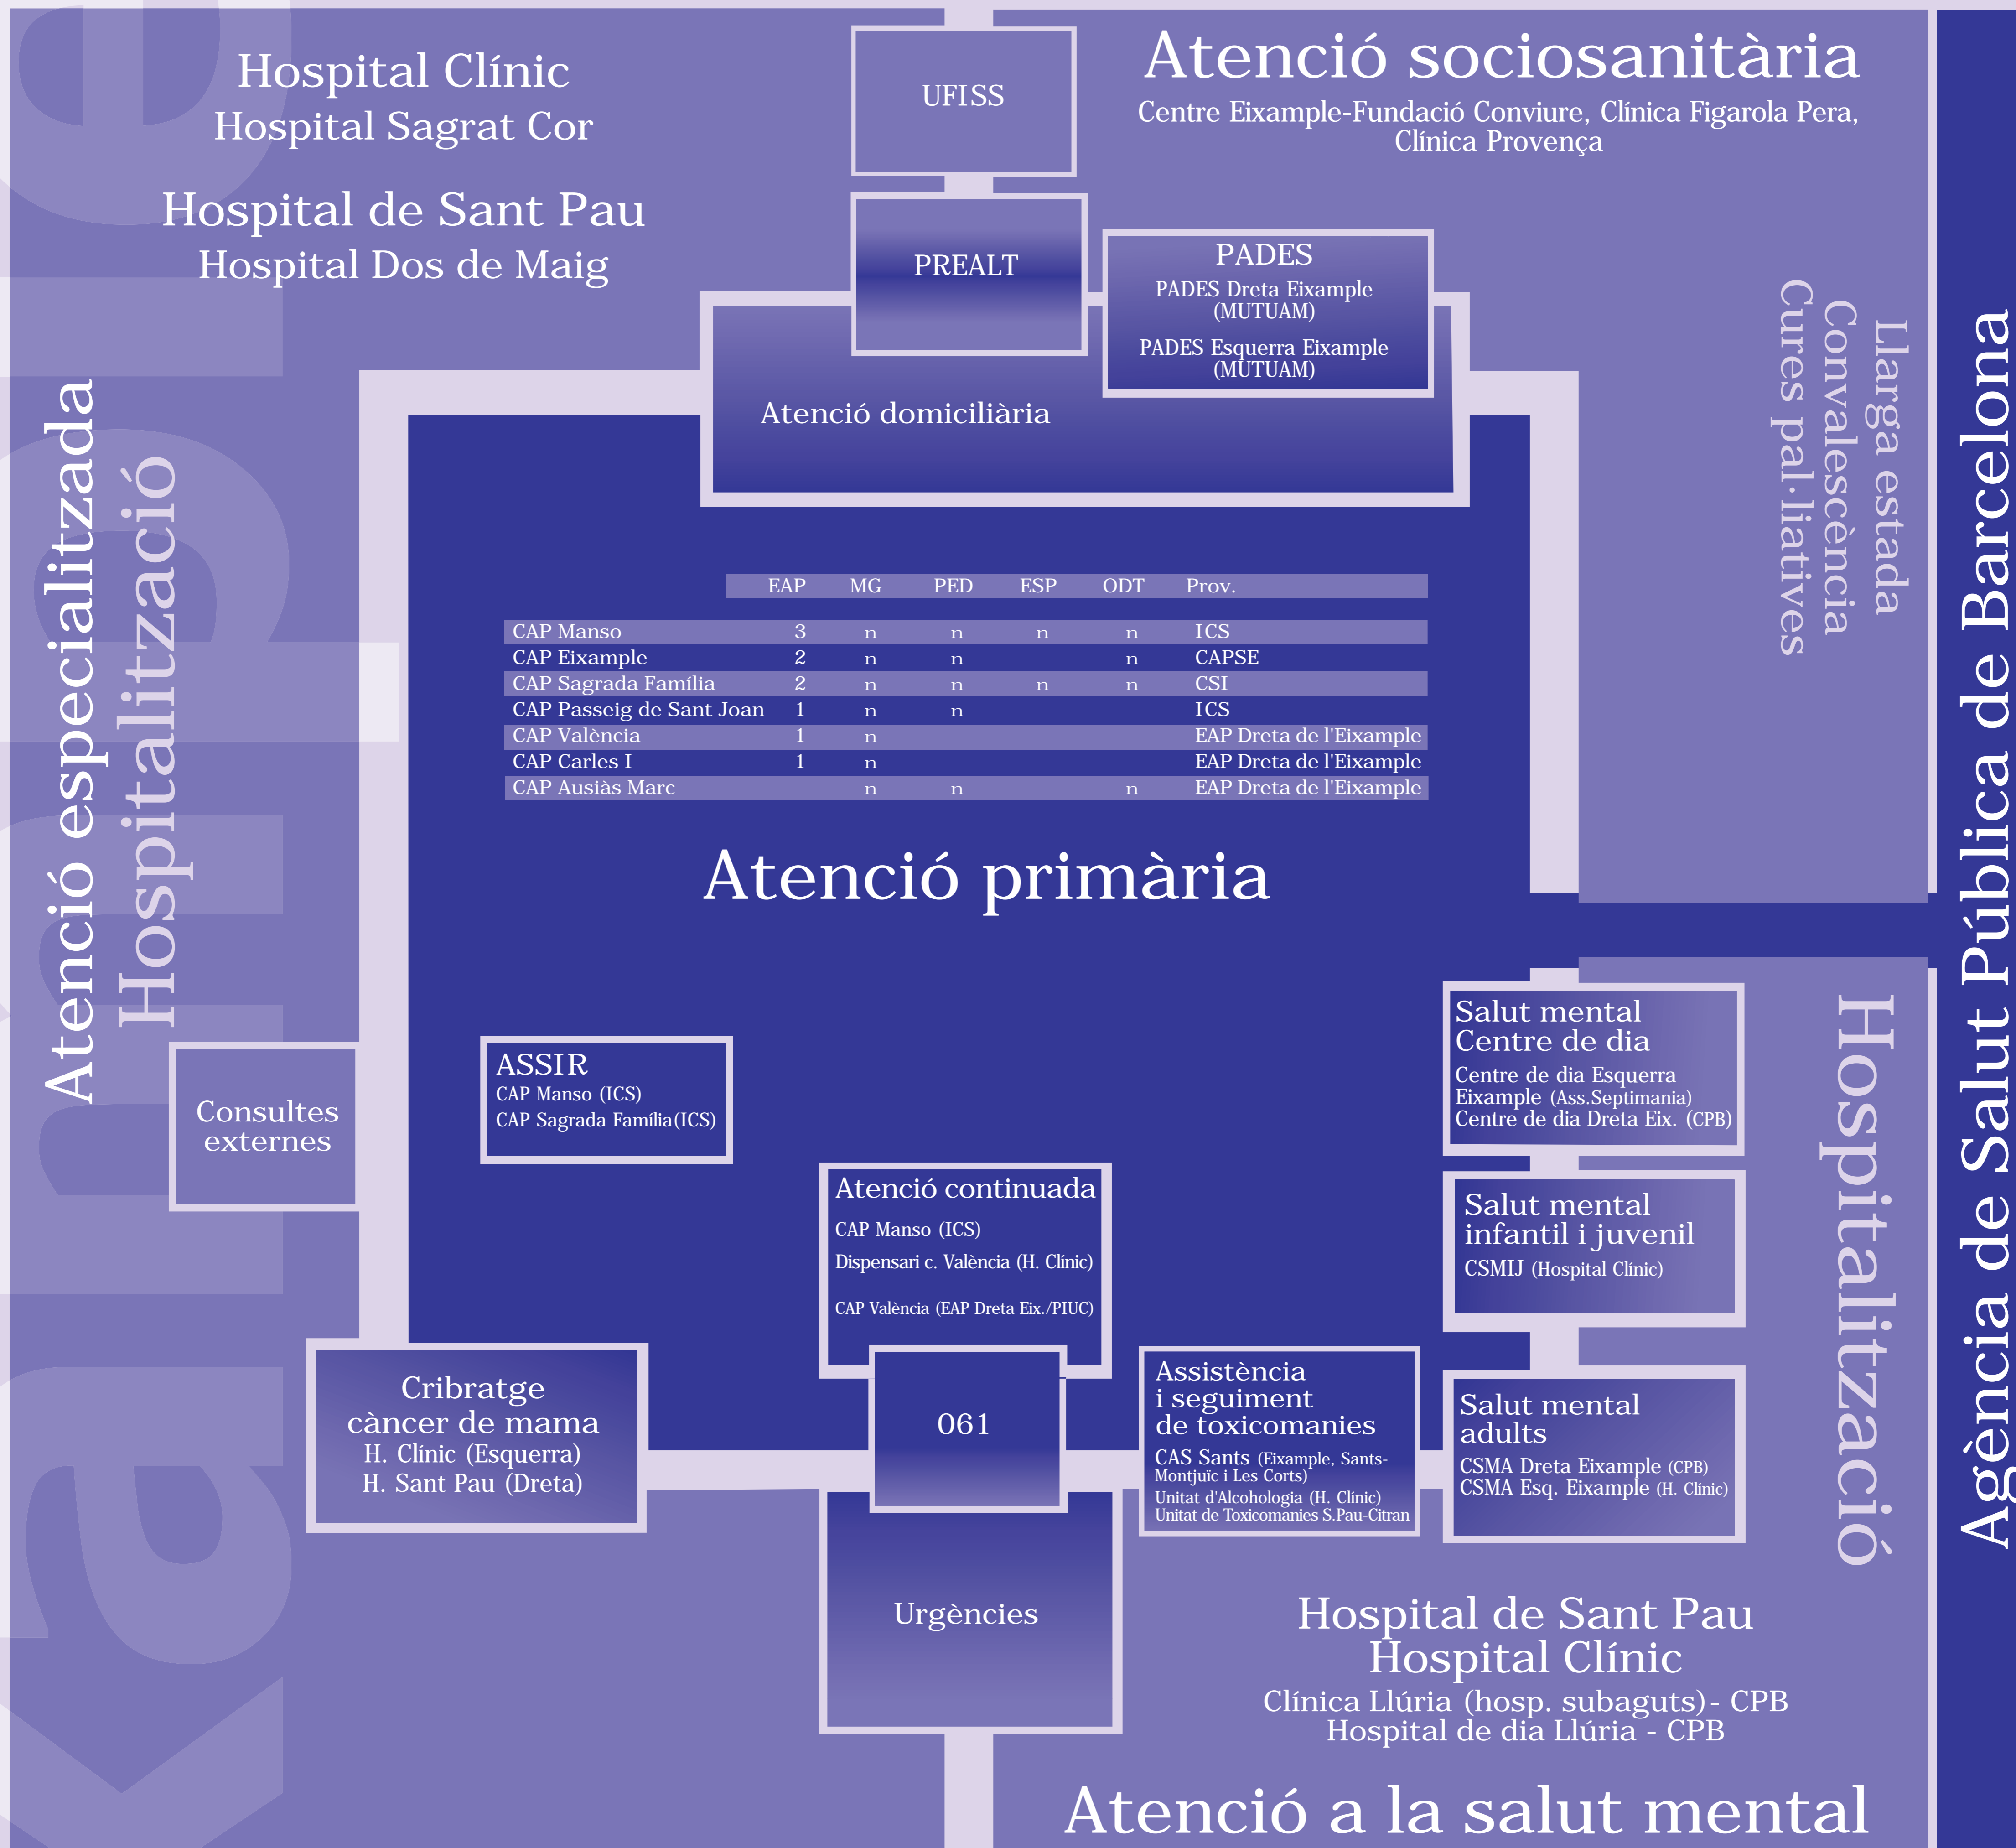 Hospital Clínic
Hospital Sagrat Cor
Hospital de Sant Pau
Hospital Dos de Maig
Atenció especialitzada
Hospitalització
UFISS
PREALT
PADES
PADES Dreta Eixample
(MUTUAM)
PADES Esquerra Eixample
(MUTUAM)
Atenció domiciliària
Atenció sociosanitària
Centre Eixample-Fundació Conviure, Clínica Figarola Pera,
Clínica Provença
Llarga estada
Convalescència
Cures pal·liatives
Agència de Salut Pública de Barcelona
EAP MG PED ESP ODT Prov.
CAP Manso 3 n n n n ICS
CAP Eixample 2 n n n CAPSE
CAP Sagrada Família 2 n n n n CSI
CAP Passeig de Sant Joan 1 n n ICS
CAP València 1 n EAP Dreta de l'Eixample
CAP Carles I 1 n EAP Dreta de l'Eixample
CAP Ausiàs Marc n n n EAP Dreta de l'Eixample
Atenció primària
Consultes
externes
ASSIR
CAP Manso (ICS)
CAP Sagrada Família(ICS)
Atenció continuada
CAP Manso (ICS)
Dispensari c. València (H. Clínic)
CAP València (EAP Dreta Eix./PIUC)
Salut mental
Centre de dia
Centre de dia Esquerra
Eixample (Ass.Septimania)
Centre de dia Dreta Eix. (CPB)
Salut mental
infantil i juvenil
CSMIJ (Hospital Clínic)
Hospitalització
Cribratge
càncer de mama
H. Clínic (Esquerra)
H. Sant Pau (Dreta)
061
Urgències
Assistència
i seguiment
de toxicomanies
CAS Sants (Eixample, Sants-
Montjuïc i Les Corts)
Unitat d'Alcohologia (H. Clínic)
Unitat de Toxicomanies S.Pau-Citran
Salut mental
adults
CSMA Dreta Eixample (CPB)
CSMA Esq. Eixample (H. Clínic)
Hospital de Sant Pau
Hospital Clínic
Clínica Llúria (hosp. subaguts)- CPB
Hospital de dia Llúria - CPB
Atenció a la salut mental